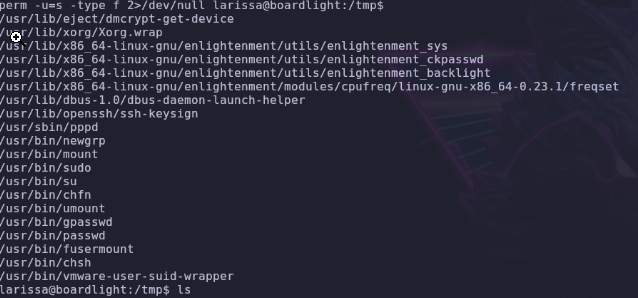 perm -u=s -type f 2>/dev/null larissa@boardlight:/tmp$
/usr/lib/eject/dmcrypt-get-device
/usr/lib/xorg/Xorg.wrap
/usr/lib/x86_64-linux-gnu/enlightenment/utils/enlightenment_sys
/usr/lib/x86_64-linux-gnu/enlightenment/utils/enlightenment_ckpasswd
/usr/lib/x86_64-linux-gnu/enlightenment/utils/enlightenment_backlight
/usr/lib/x86_64-linux-gnu/enlightenment/modules/cpufreq/linux-gnu-x86_64-0.23.1/freqset
/usr/lib/dbus-1.0/dbus-daemon-launch-helper
/usr/lib/openssh/ssh-keysign
/usr/sbin/pppd
/usr/bin/newgrp
/usr/bin/mount
/usr/bin/sudo
/usr/bin/su
/usr/bin/chfn
/usr/bin/umount
/usr/bin/gpasswd
/usr/bin/passwd
/usr/bin/fusermount
/usr/bin/chsh
/usr/bin/vmware-user-suid-wrapper
larissa@boardlight:/tmp$ ls